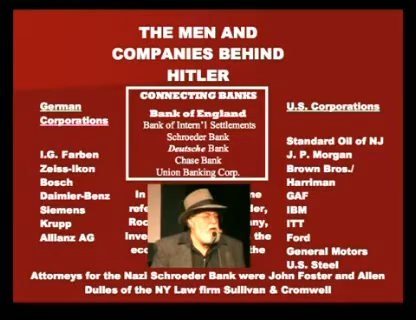 THE MEN AND
COMPANIES BEHIND
HITLER
German
Corporations
I.G. Farben
Zeiss-Ikon
Bosch
Daimler-Benz
Siemens
Krupp
Allianz AG
CONNECTING BANKS
Bank of England
Bank of Intern'l Settlements
Schroeder Bank
Deutsche Bank
Chase Bank
Union Banking Corp.
U.S. Corporations
Standard Oil of NJ
J. P. Morgan
Brown Bros./
Harriman
GAF
IBM
ITT
Ford
General Motors
U.S. Steel
In
the
Attorneys for the Nazi Schroeder Bank were John Foster and Allen
Dulles of the NY Law firm Sullivan & Cromwell